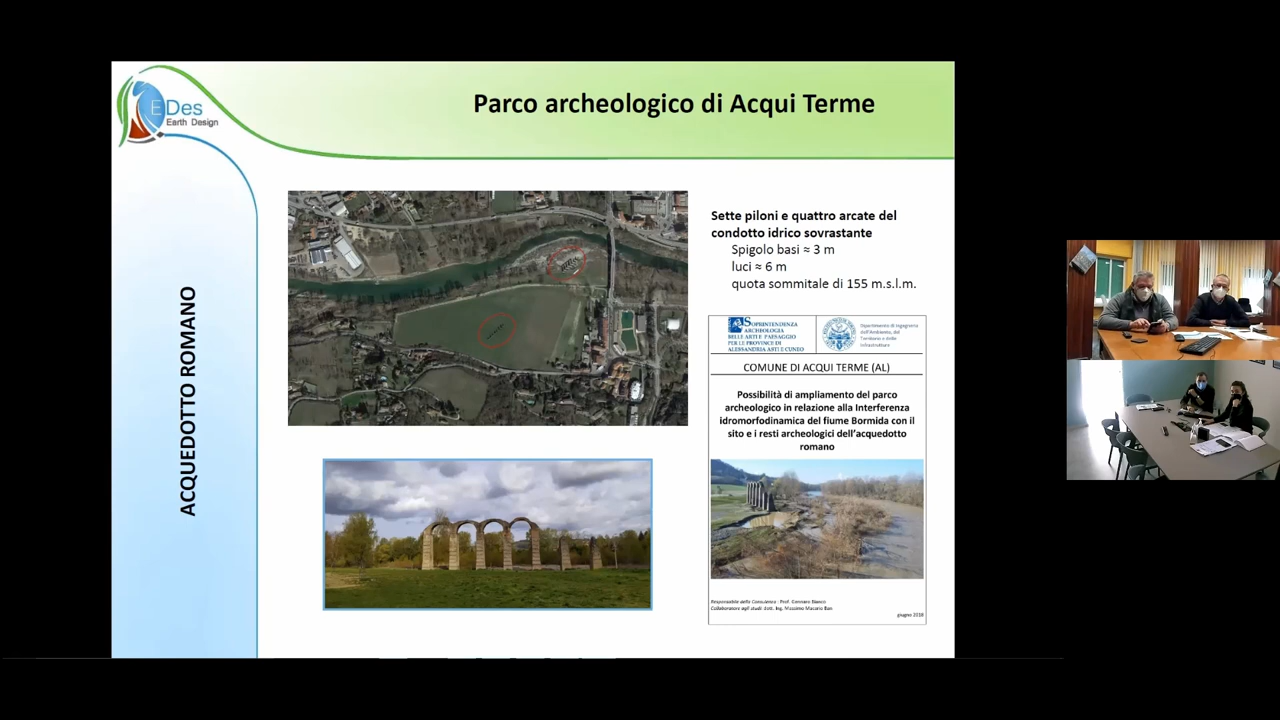 EDes
Earth Design
Parco archeologico di Acqui Terme
ACQUEDOTTO ROMANO
Sette piloni e quattro arcate del
condotto idrico sovrastante
Spigolo basi ≈ 3 m
luci ≈ 6 m
quota sommitale di 155 m.s.l.m.
SOPRINTENDENZA
ARCHEOLOGIA
BELLE ARTI E PAESAGGIO
PER LE PROVINCE DI
ALESSANDRIA ASTI E CUNEO
Dipartimento di Ingegneria
dell'Ambiente, del
Territorio e delle
Infrastrutture
COMUNE DI ACQUI TERME (AL)
Possibilità di ampliamento del parco
archeologico in relazione alla Interferenza
idromorfodinamica del fiume Bormida con il
sito e i resti archeologici dell'acquedotto
romano
Responsabile della Consulenza - Prof. Gennaro Bianco
Collaboratore agli studi: dott. Ing. Massimo Macario Ban
giugno 2018